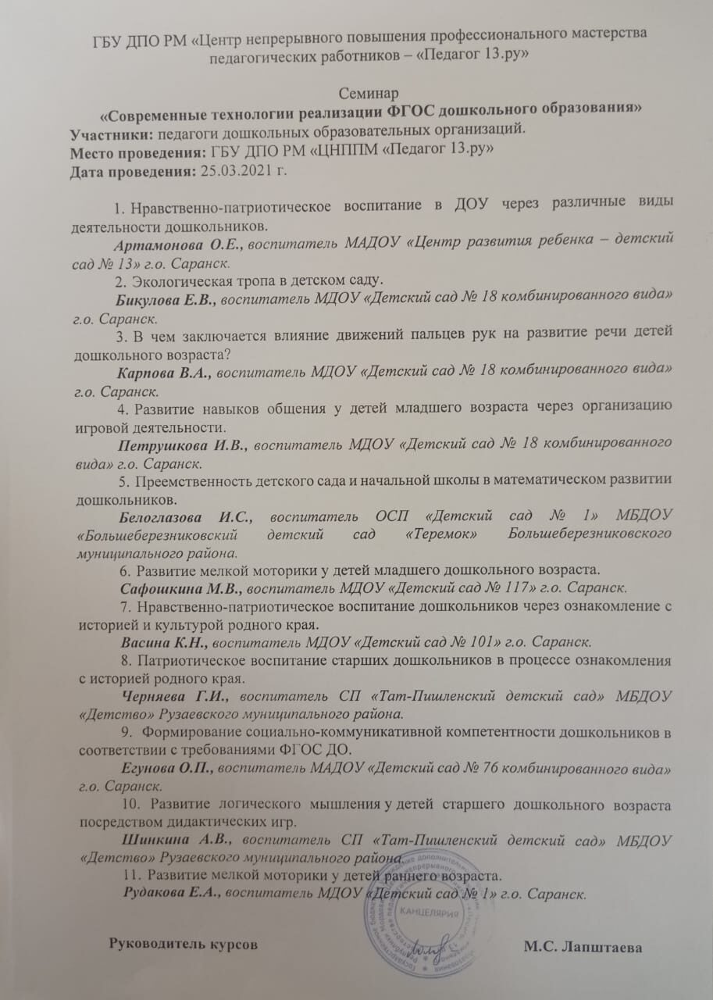 ГБУ ДПО РМ «Центр непрерывного повышения профессионального мастерства
педагогических работников – «Педагог 13.ру»
Семинар
«Современные технологии реализации ФГОС дошкольного образования»
Участники: педагоги дошкольных образовательных организаций.
Место проведения: ГБУ ДПО РМ «ЦНППМ «Педагог 13.ру»
Дата проведения: 25.03.2021 г.
1. Нравственно-патриотическое воспитание в ДОУ через различные виды
деятельности дошкольников.
Артамонова О.Е., воспитатель МАДОУ «Центр развития ребенка – детский
сад № 13» г.о. Саранск.
2. Экологическая тропа в детском саду.
Бикулова Е.В., воспитатель МДОУ «Детский сад № 18 комбинированного вида»
г.о. Саранск.
3. В чем заключается влияние движений пальцев рук на развитие речи детей
дошкольного возраста?
Карпова В.А., воспитатель МДОУ «Детский сад № 18 комбинированного вида»
г.о. Саранск.
4. Развитие навыков общения у детей младшего возраста через организацию
игровой деятельности.
Петрушкова И.В., воспитатель МДОУ «Детский сад № 18 комбинированного
вида» г.о. Саранск.
5. Преемственность детского сада и начальной школы в математическом развитии
дошкольников.
Белоглазова И.С., воспитатель ОСП «Детский сад № 1» МБДОУ
«Большеберезниковский детский сад «Теремок» Большеберезниковского
муниципального района.
6. Развитие мелкой моторики у детей младшего дошкольного возраста.
Сафошкина М.В., воспитатель МДОУ «Детский сад № 117» г.о. Саранск.
7. Нравственно-патриотическое воспитание дошкольников через ознакомление с
историей и культурой родного края.
Васина К.Н., воспитатель МДОУ «Детский сад № 101» г.о. Саранск.
8. Патриотическое воспитание старших дошкольников в процессе ознакомления
с историей родного края.
Черняева Г.И., воспитатель СП «Тат-Пишленский детский сад» МБДОУ
«Детство» Рузаевского муниципального района.
9. Формирование социально-коммуникативной компетентности дошкольников в
соответствии с требованиями ФГОС ДО.
Егунова О.П., воспитатель МАДОУ «Детский сад № 76 комбинированного вида»
г.о. Саранск.
10. Развитие логического мышления у детей старшего дошкольного возраста
посредством дидактических игр.
Шинкина А.В., воспитатель СП «Тат-Пишленский детский сад» МБДОУ
«Детство» Рузаевского муниципального района.
11. Развитие мелкой моторики у детей раннего возраста.
Рудакова Е.А., воспитатель МДОУ «Детский сад № 1» г.о. Саранск.
КАНЦЕЛЯРИЯ
Руководитель курсов М.С. Лапштаева